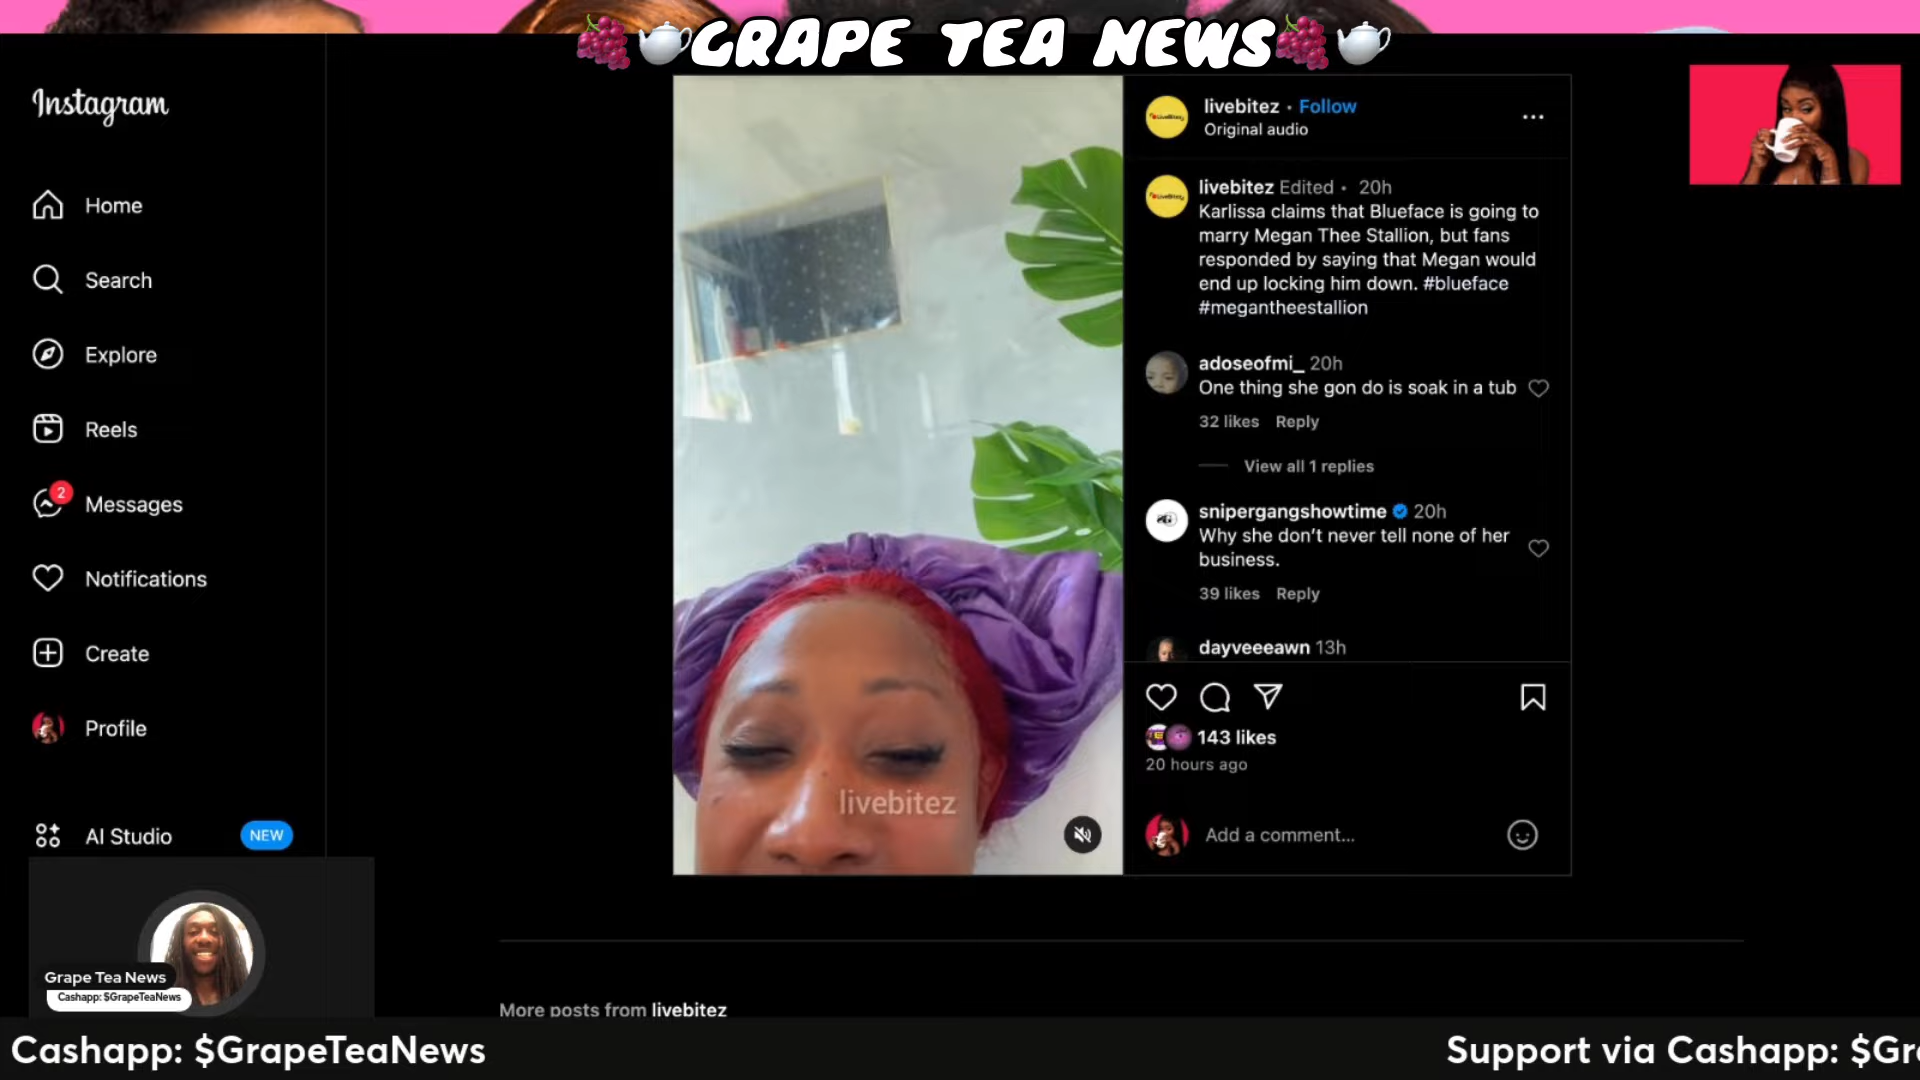 GRAPE TEA NEWS
Instagram
Home
Search
Explore
Reels
2
Messages
Notifications
Create
Profile
AI Studio
NEW
livebitez
livebitez • Follow
Original audio
livebitez Edited • 20h
Karlissa claims that Blueface is going to
marry Megan Thee Stallion, but fans
responded by saying that Megan would
end up locking him down. #blueface
#megantheestallion
adoseofmi_ 20h
One thing she gon do is soak in a tub
32 likes Reply
View all 1 replies
snipergangshowtime 20h
Why she don’t never tell none of her
business.
39 likes Reply
dayveeeawn 13h
143 likes
20 hours ago
Add a comment...
Grape Tea News
Cashapp: $GrapeTeaNews
More posts from livebitez
Cashapp: $GrapeTeaNews
Support via Cashapp: $Gr